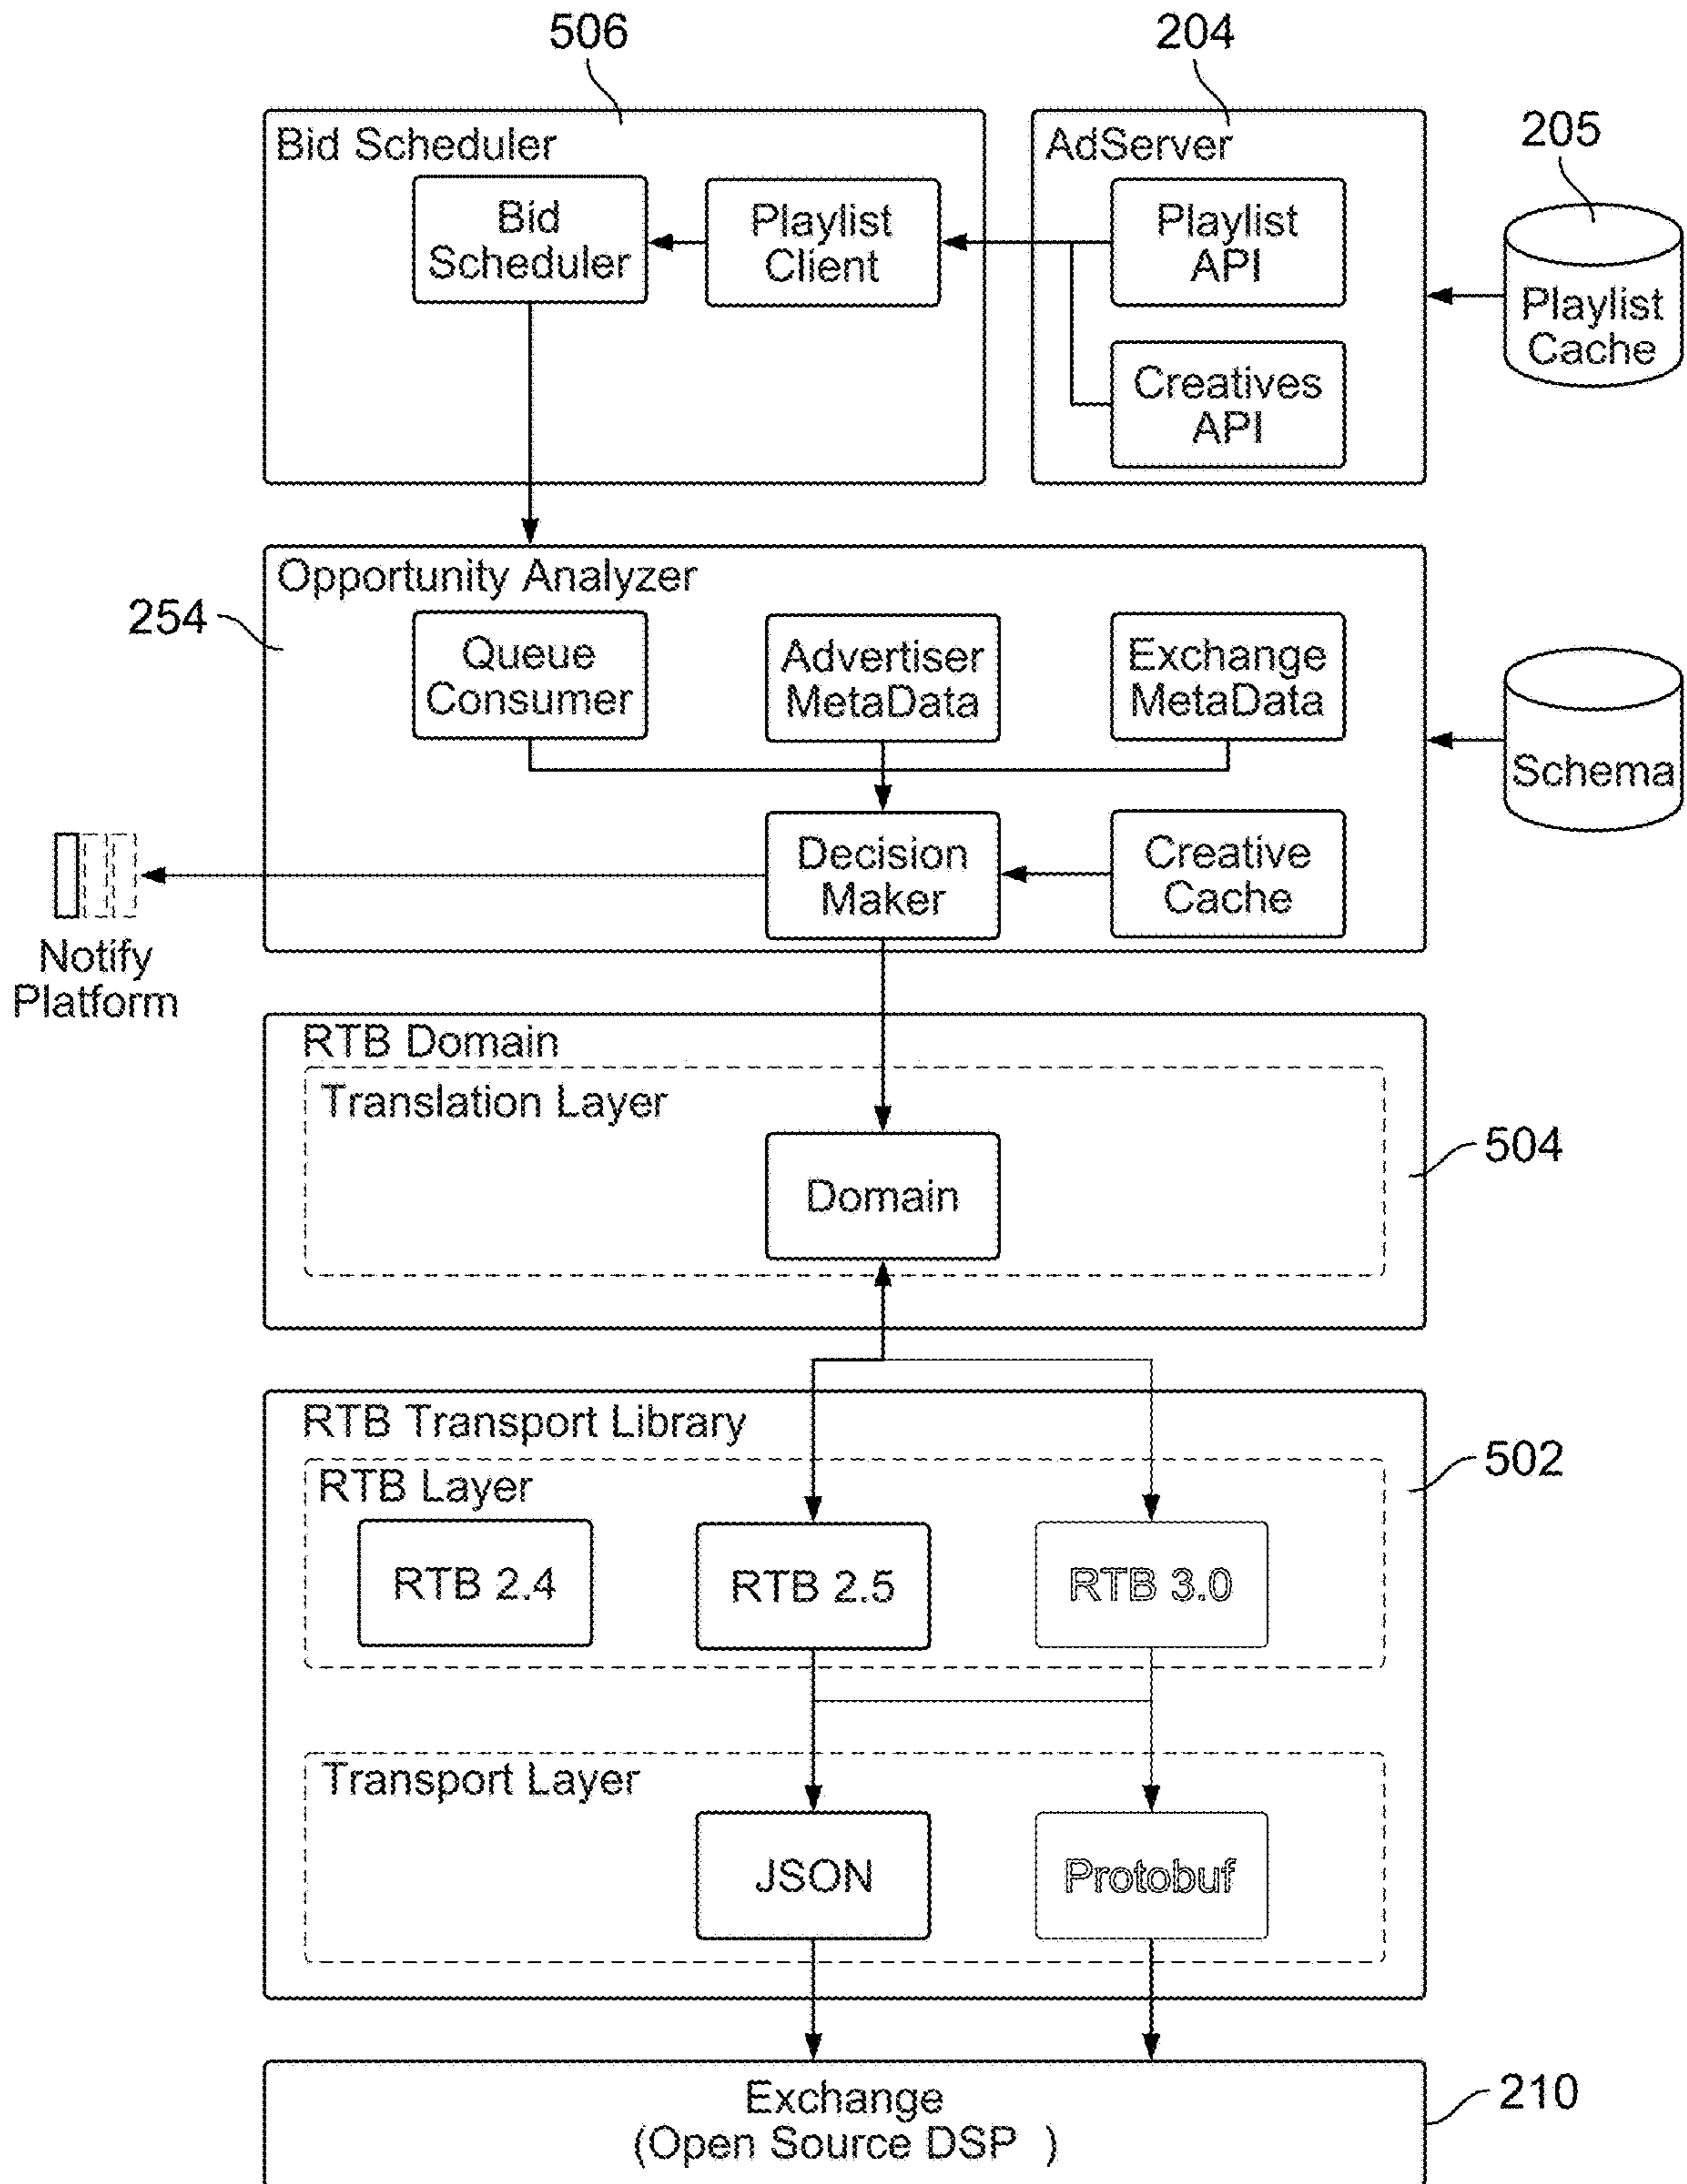 506
204
205
Bid Scheduler
AdServer
Bid
Scheduler
Playlist
Client
Playlist
API
Playlist
Cache
Creatives
API
Opportunity Analyzer
254
Queue
Consumer
Advertiser
MetaData
Exchange
MetaData
Schema
Decision
Maker
Creative
Cache
Notify
Platform
RTB Domain
Translation Layer
504
Domain
RTB Transport Library
502
RTB Layer
RTB 2.4
RTB 2.5
RTB 3.0
Transport Layer
JSON
Protobuf
Exchange
(Open Source DSP )
210